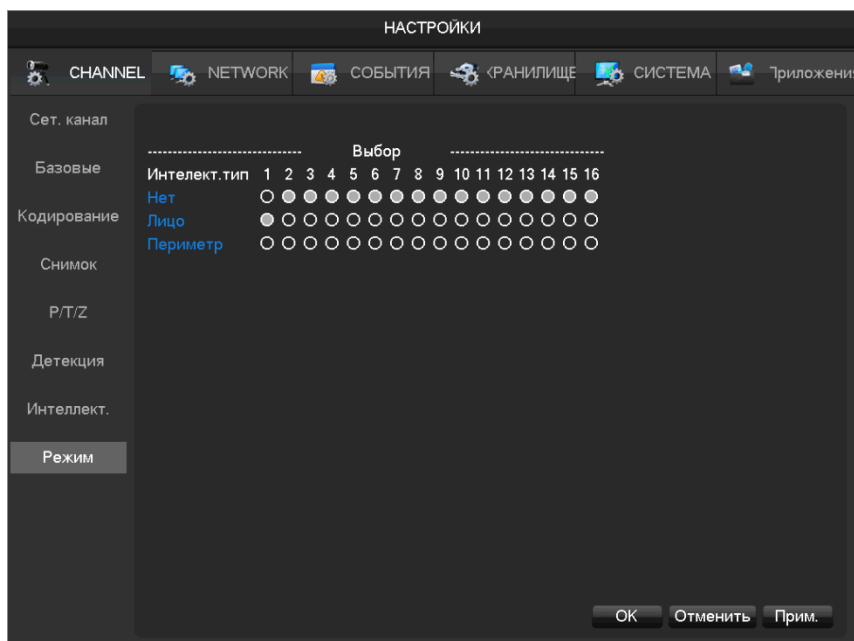 НАСТРОЙКИ
CHANNEL NETWORK СОБЫТИЯ ХРАНИЛИЩЕ СИСТЕМА Приложени
Сет. канал
Базовые
Кодирование
Снимок
P/T/Z
Детекция
Интеллект.
Режим
------------------------------ Выбор ------------------------------
Интелект.тип 1 2 3 4 5 6 7 8 9 10 11 12 13 14 15 16
Нет
Лицо
Периметр
OK Отменить Прим.